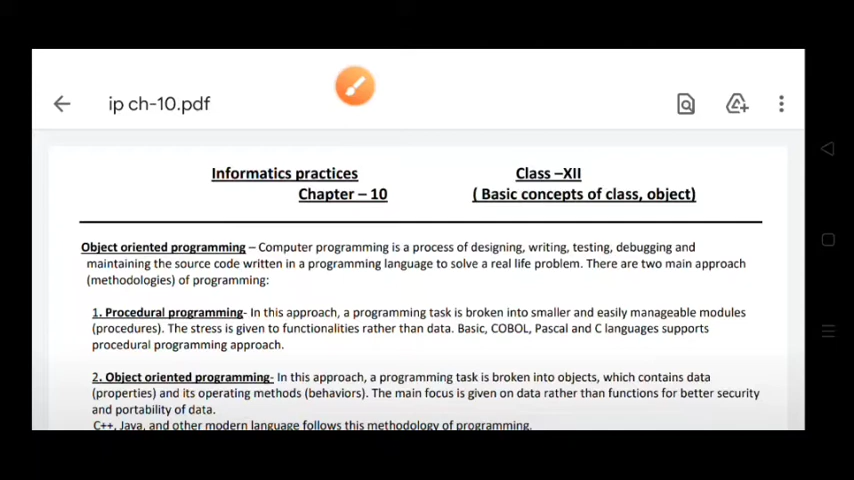 ip ch-10.pdf
Informatics practices Class –XII
Chapter – 10 ( Basic concepts of class, object)
Object oriented programming – Computer programming is a process of designing, writing, testing, debugging and
maintaining the source code written in a programming language to solve a real life problem. There are two main approach
(methodologies) of programming:
1. Procedural programming- In this approach, a programming task is broken into smaller and easily manageable modules
(procedures). The stress is given to functionalities rather than data. Basic, COBOL, Pascal and C languages supports
procedural programming approach.
2. Object oriented programming- In this approach, a programming task is broken into objects, which contains data
(properties) and its operating methods (behaviors). The main focus is given on data rather than functions for better security
and portability of data.
C++, Java, and other modern language follows this methodology of programming.